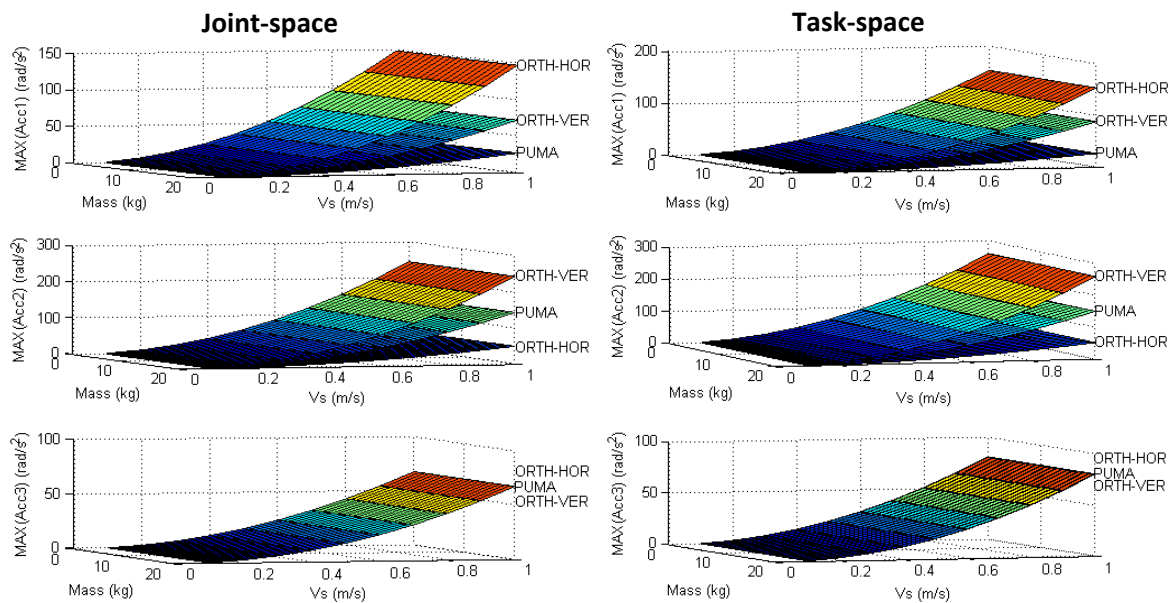 Joint-space
Task-space
MAX(Acc1) (rad/s²)
150
100
50
0
0
10
20
Mass (kg)
0
0.2
0.4
0.6
0.8
1
Vs (m/s)
ORTH-HOR
ORTH-VER
PUMA
MAX(Acc1) (rad/s²)
200
100
0
0
10
20
Mass (kg)
0
0.2
0.4
0.6
0.8
1
Vs (m/s)
ORTH-HOR
ORTH-VER
PUMA
MAX(Acc2) (rad/s²)
300
200
100
0
0
10
20
Mass (kg)
0
0.2
0.4
0.6
0.8
1
Vs (m/s)
ORTH-VER
PUMA
ORTH-HOR
MAX(Acc2) (rad/s²)
300
200
100
0
0
10
20
Mass (kg)
0
0.2
0.4
0.6
0.8
1
Vs (m/s)
ORTH-VER
PUMA
ORTH-HOR
MAX(Acc3) (rad/s²)
100
50
0
0
10
20
Mass (kg)
0
0.2
0.4
0.6
0.8
1
Vs (m/s)
ORTH-HOR
PUMA
ORTH-VER
MAX(Acc3) (rad/s²)
100
50
0
0
10
20
Mass (kg)
0
0.2
0.4
0.6
0.8
1
Vs (m/s)
ORTH-HOR
PUMA
ORTH-VER